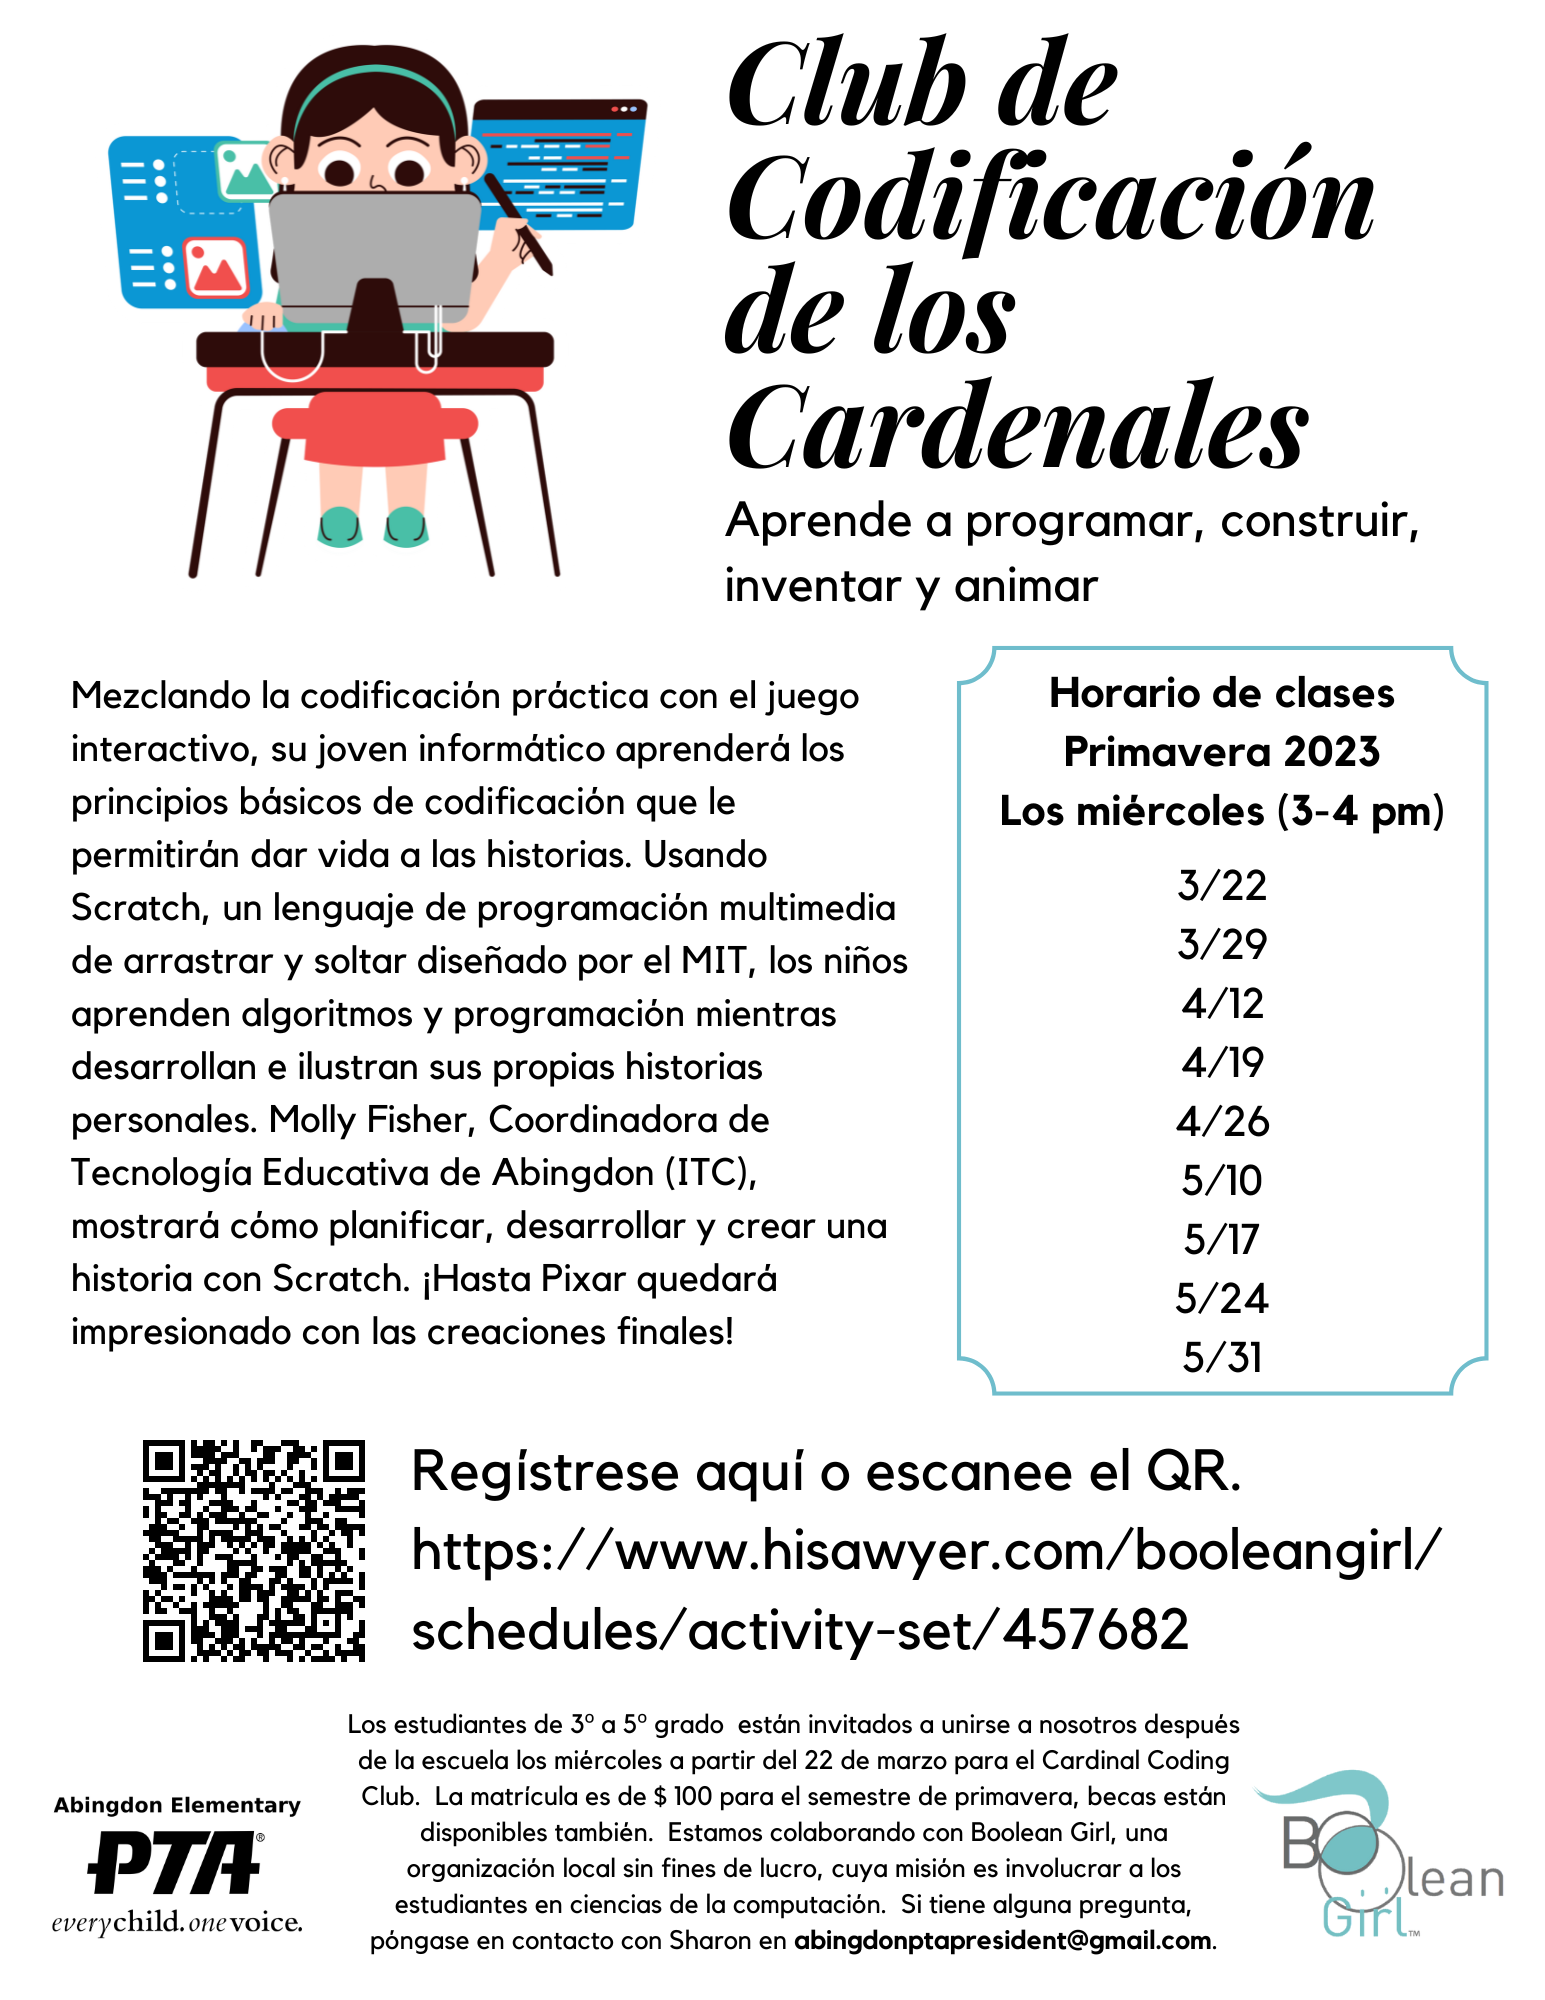 Club de
Codificación
de los
Cardenales
Aprende a programar, construir,
inventar y animar
Mezclando la codificación práctica con el juego
interactivo, su joven informático aprenderá los
principios básicos de codificación que le
permitirán dar vida a las historias. Usando
Scratch, un lenguaje de programación multimedia
de arrastrar y soltar diseñado por el MIT, los niños
aprenden algoritmos y programación mientras
desarrollan e ilustran sus propias historias
personales. Molly Fisher, Coordinadora de
Tecnología Educativa de Abingdon (ITC),
mostrará cómo planificar, desarrollar y crear una
historia con Scratch. ¡Hasta Pixar quedará
impresionado con las creaciones finales!
Horario de clases
Primavera 2023
Los miércoles (3-4 pm)
3/22
3/29
4/12
4/19
4/26
5/10
5/17
5/24
5/31
Regístrese aquí o escanee el QR.
https://www.hisawyer.com/booleangirl/
schedules/activity-set/457682
Los estudiantes de 3º a 5º grado  están invitados a unirse a nosotros después
de la escuela los miércoles a partir del 22 de marzo para el Cardinal Coding
Club.  La matrícula es de $ 100 para el semestre de primavera, becas están
disponibles también.  Estamos colaborando con Boolean Girl, una
organización local sin fines de lucro, cuya misión es involucrar a los
estudiantes en ciencias de la computación.  Si tiene alguna pregunta,
póngase en contacto con Sharon en abingdonptapresident@gmail.com.
Abingdon Elementary
PTA®
everychild.onevoice.
Boolean
Girl™